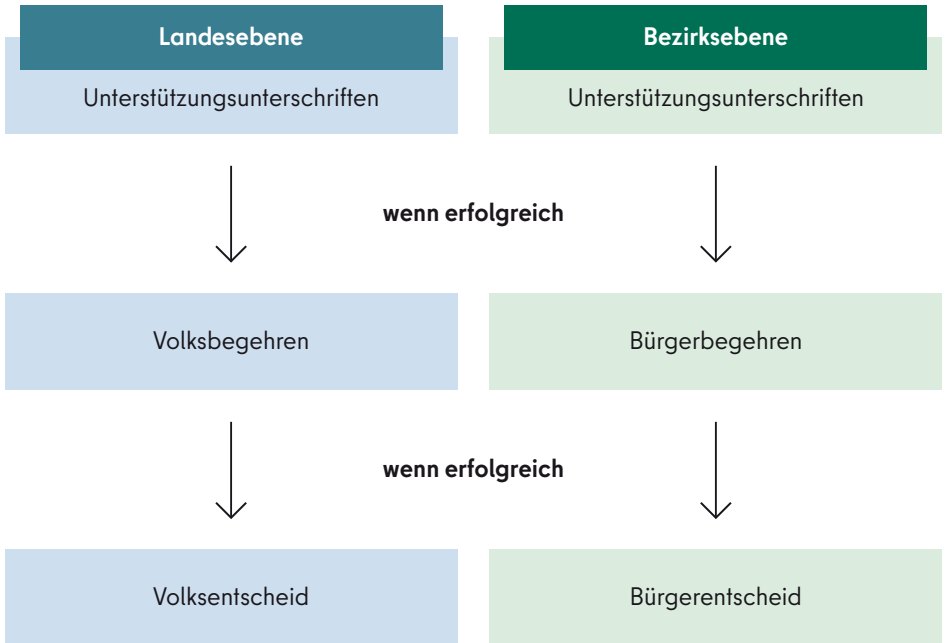 Landesebene
Bezirksebene
Unterstützungsunterschriften
Unterstützungsunterschriften
wenn erfolgreich
Volksbegehren
Bürgerbegehren
wenn erfolgreich
Volksentscheid
Bürgerentscheid